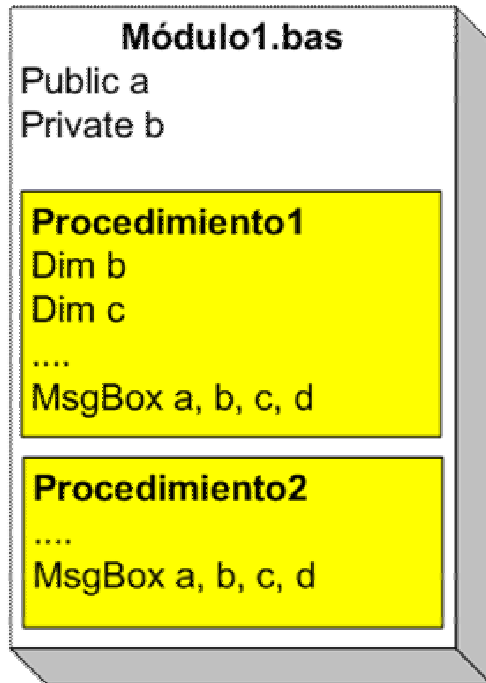 Módulo1.bas
Public a
Private b
Procedimiento1
Dim b
Dim c
....
MsgBox a, b, c, d
Procedimiento2
....
MsgBox a, b, c, d